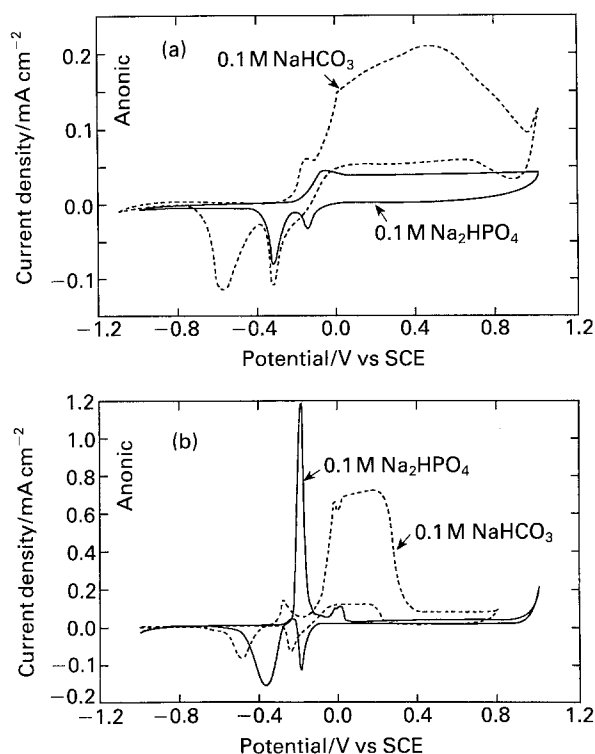 (a)
0.1 M NaHCO₃
0.1 M Na₂HPO₄
Current density/mA cm⁻²
Anonic
0.2
0.1
0.0
−0.1
−1.2 −0.8 −0.4 0.0 0.4 0.8 1.2
Potential/V vs SCE
(b)
0.1 M Na₂HPO₄
0.1 M NaHCO₃
Current density/mA cm⁻²
Anonic
1.2
1.0
0.8
0.6
0.4
0.2
0.0
−0.1
−0.2
−1.2 −0.8 −0.4 0.0 0.4 0.8 1.2
Potential/V vs SCE